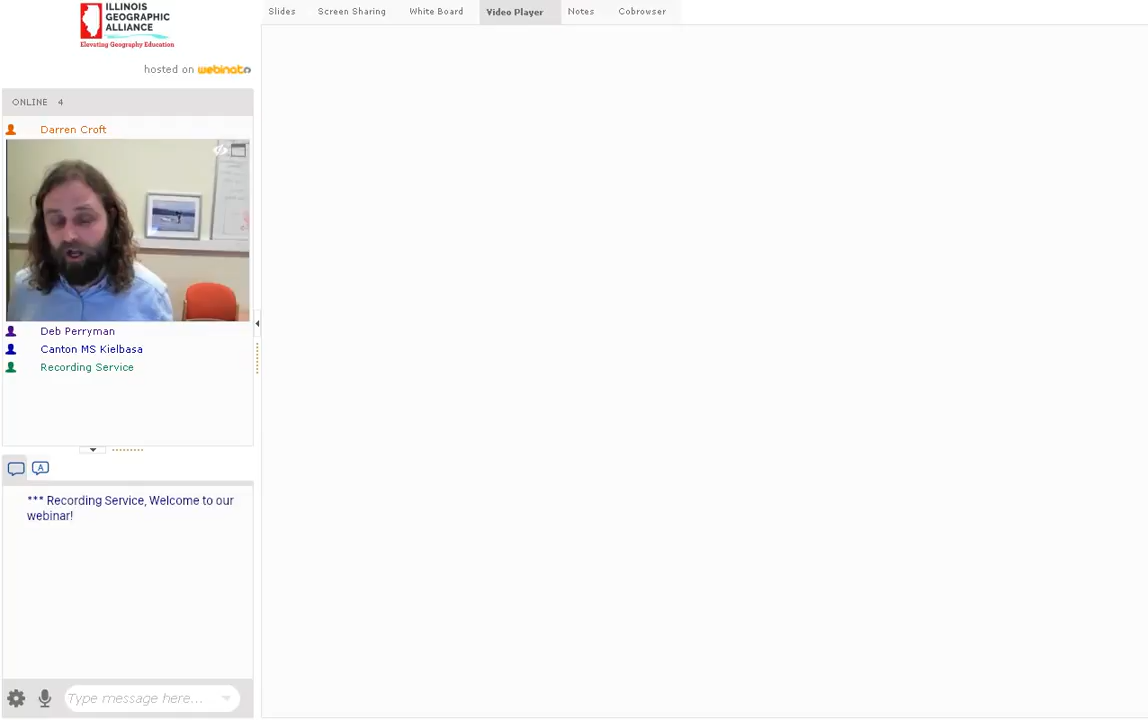 ILLINOIS
GEOGRAPHIC
ALLIANCE
Elevating Geography Education
hosted on webinato
Slides Screen Sharing White Board Video Player Notes Cobrowser
ONLINE 4
Darren Croft
Deb Perryman
Canton MS Kielbasa
Recording Service
A
*** Recording Service, Welcome to our
webinar!
Type message here...